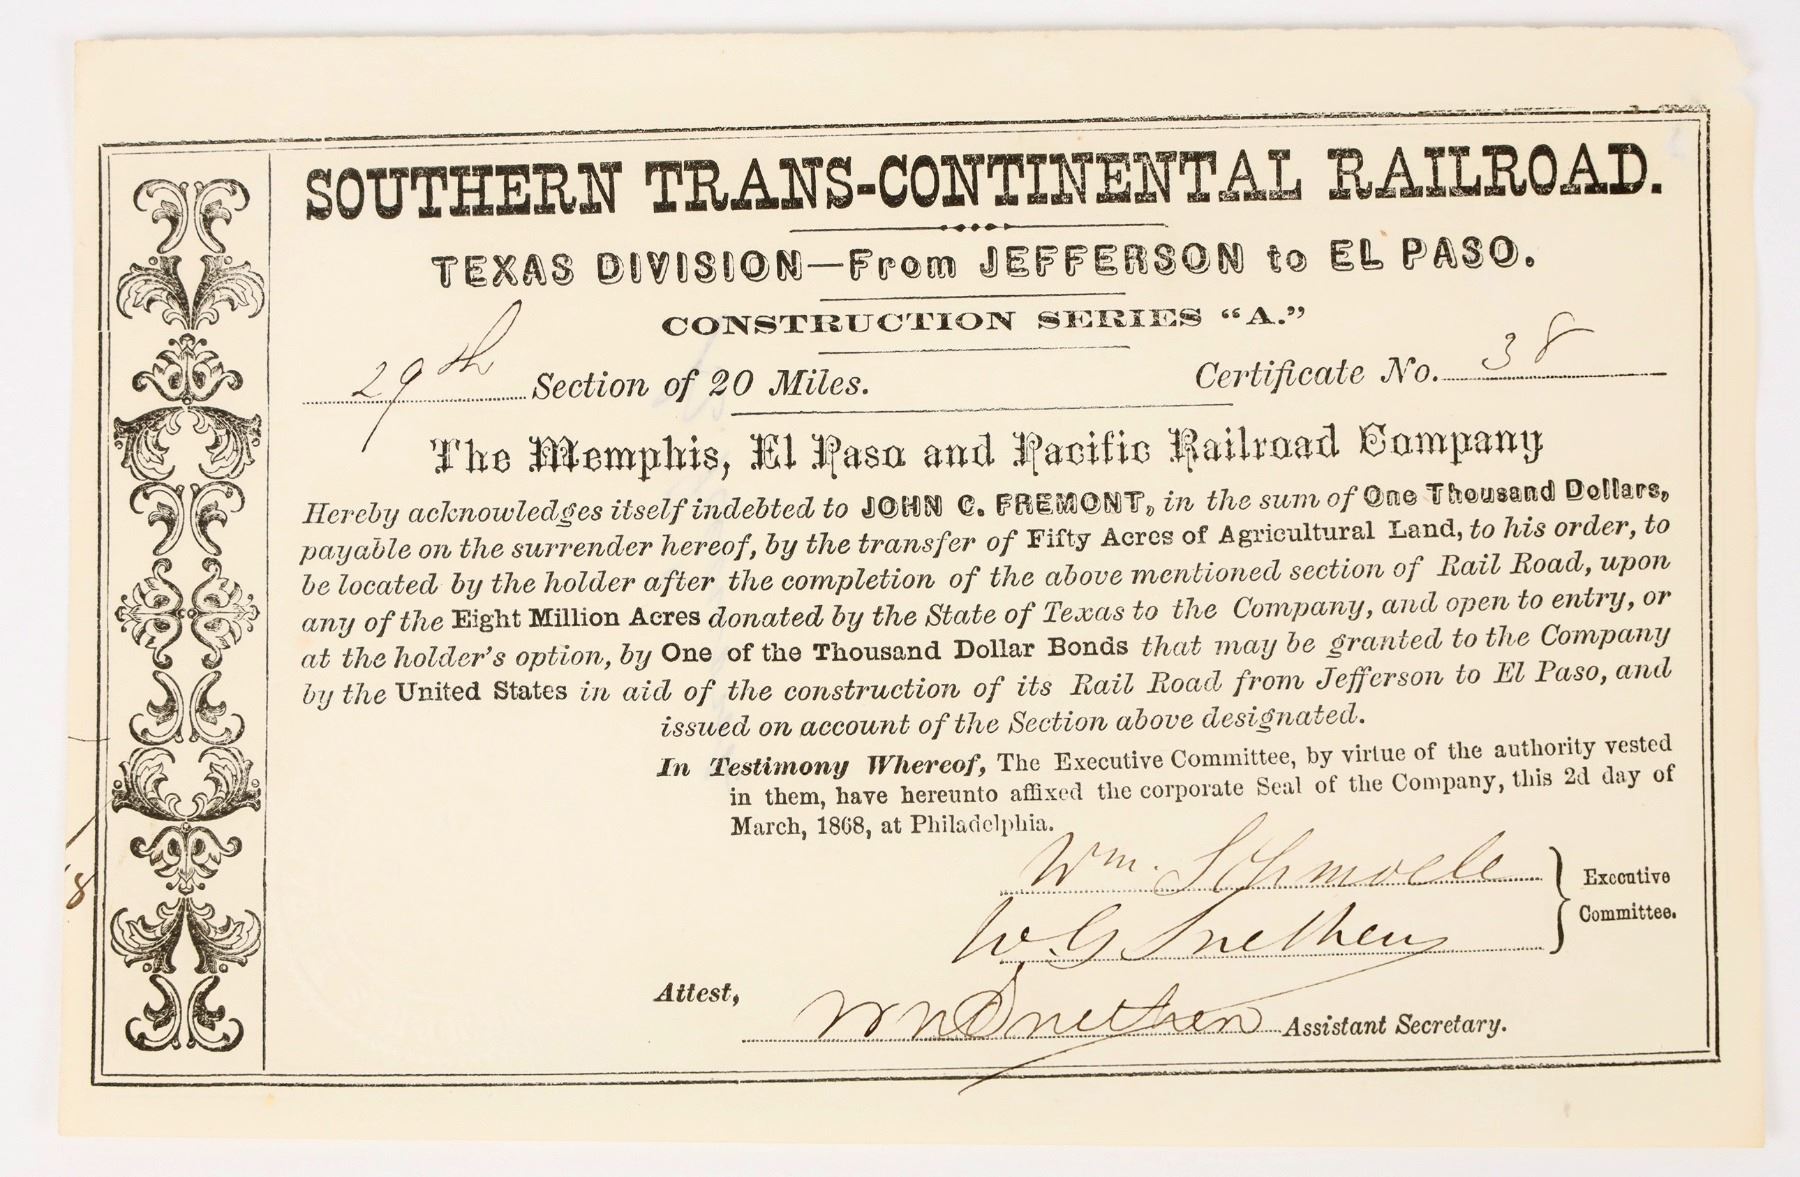 SOUTHERN TRANS-CONTINENTAL RAILROAD.
TEXAS DIVISION—From JEFFERSON to EL PASO.
CONSTRUCTION SERIES “A.”
29th Section of 20 Miles. Certificate No. 38
The Memphis, El Paso and Pacific Railroad Company
Hereby acknowledges itself indebted to JOHN C. FREMONT, in the sum of One Thousand Dollars,
payable on the surrender hereof, by the transfer of Fifty Acres of Agricultural Land, to his order, to
be located by the holder after the completion of the above mentioned section of Rail Road, upon
any of the Eight Million Acres donated by the State of Texas to the Company, and open to entry, or
at the holder's option, by One of the Thousand Dollar Bonds that may be granted to the Company
by the United States in aid of the construction of its Rail Road from Jefferson to El Paso, and
issued on account of the Section above designated.
In Testimony Whereof, The Executive Committee, by virtue of the authority vested
in them, have hereunto affixed the corporate Seal of the Company, this 2d day of
March, 1868, at Philadelphia.
Wm. Schmoele
W G Snethen
Executive
Committee.
Attest,
Snethen Assistant Secretary.